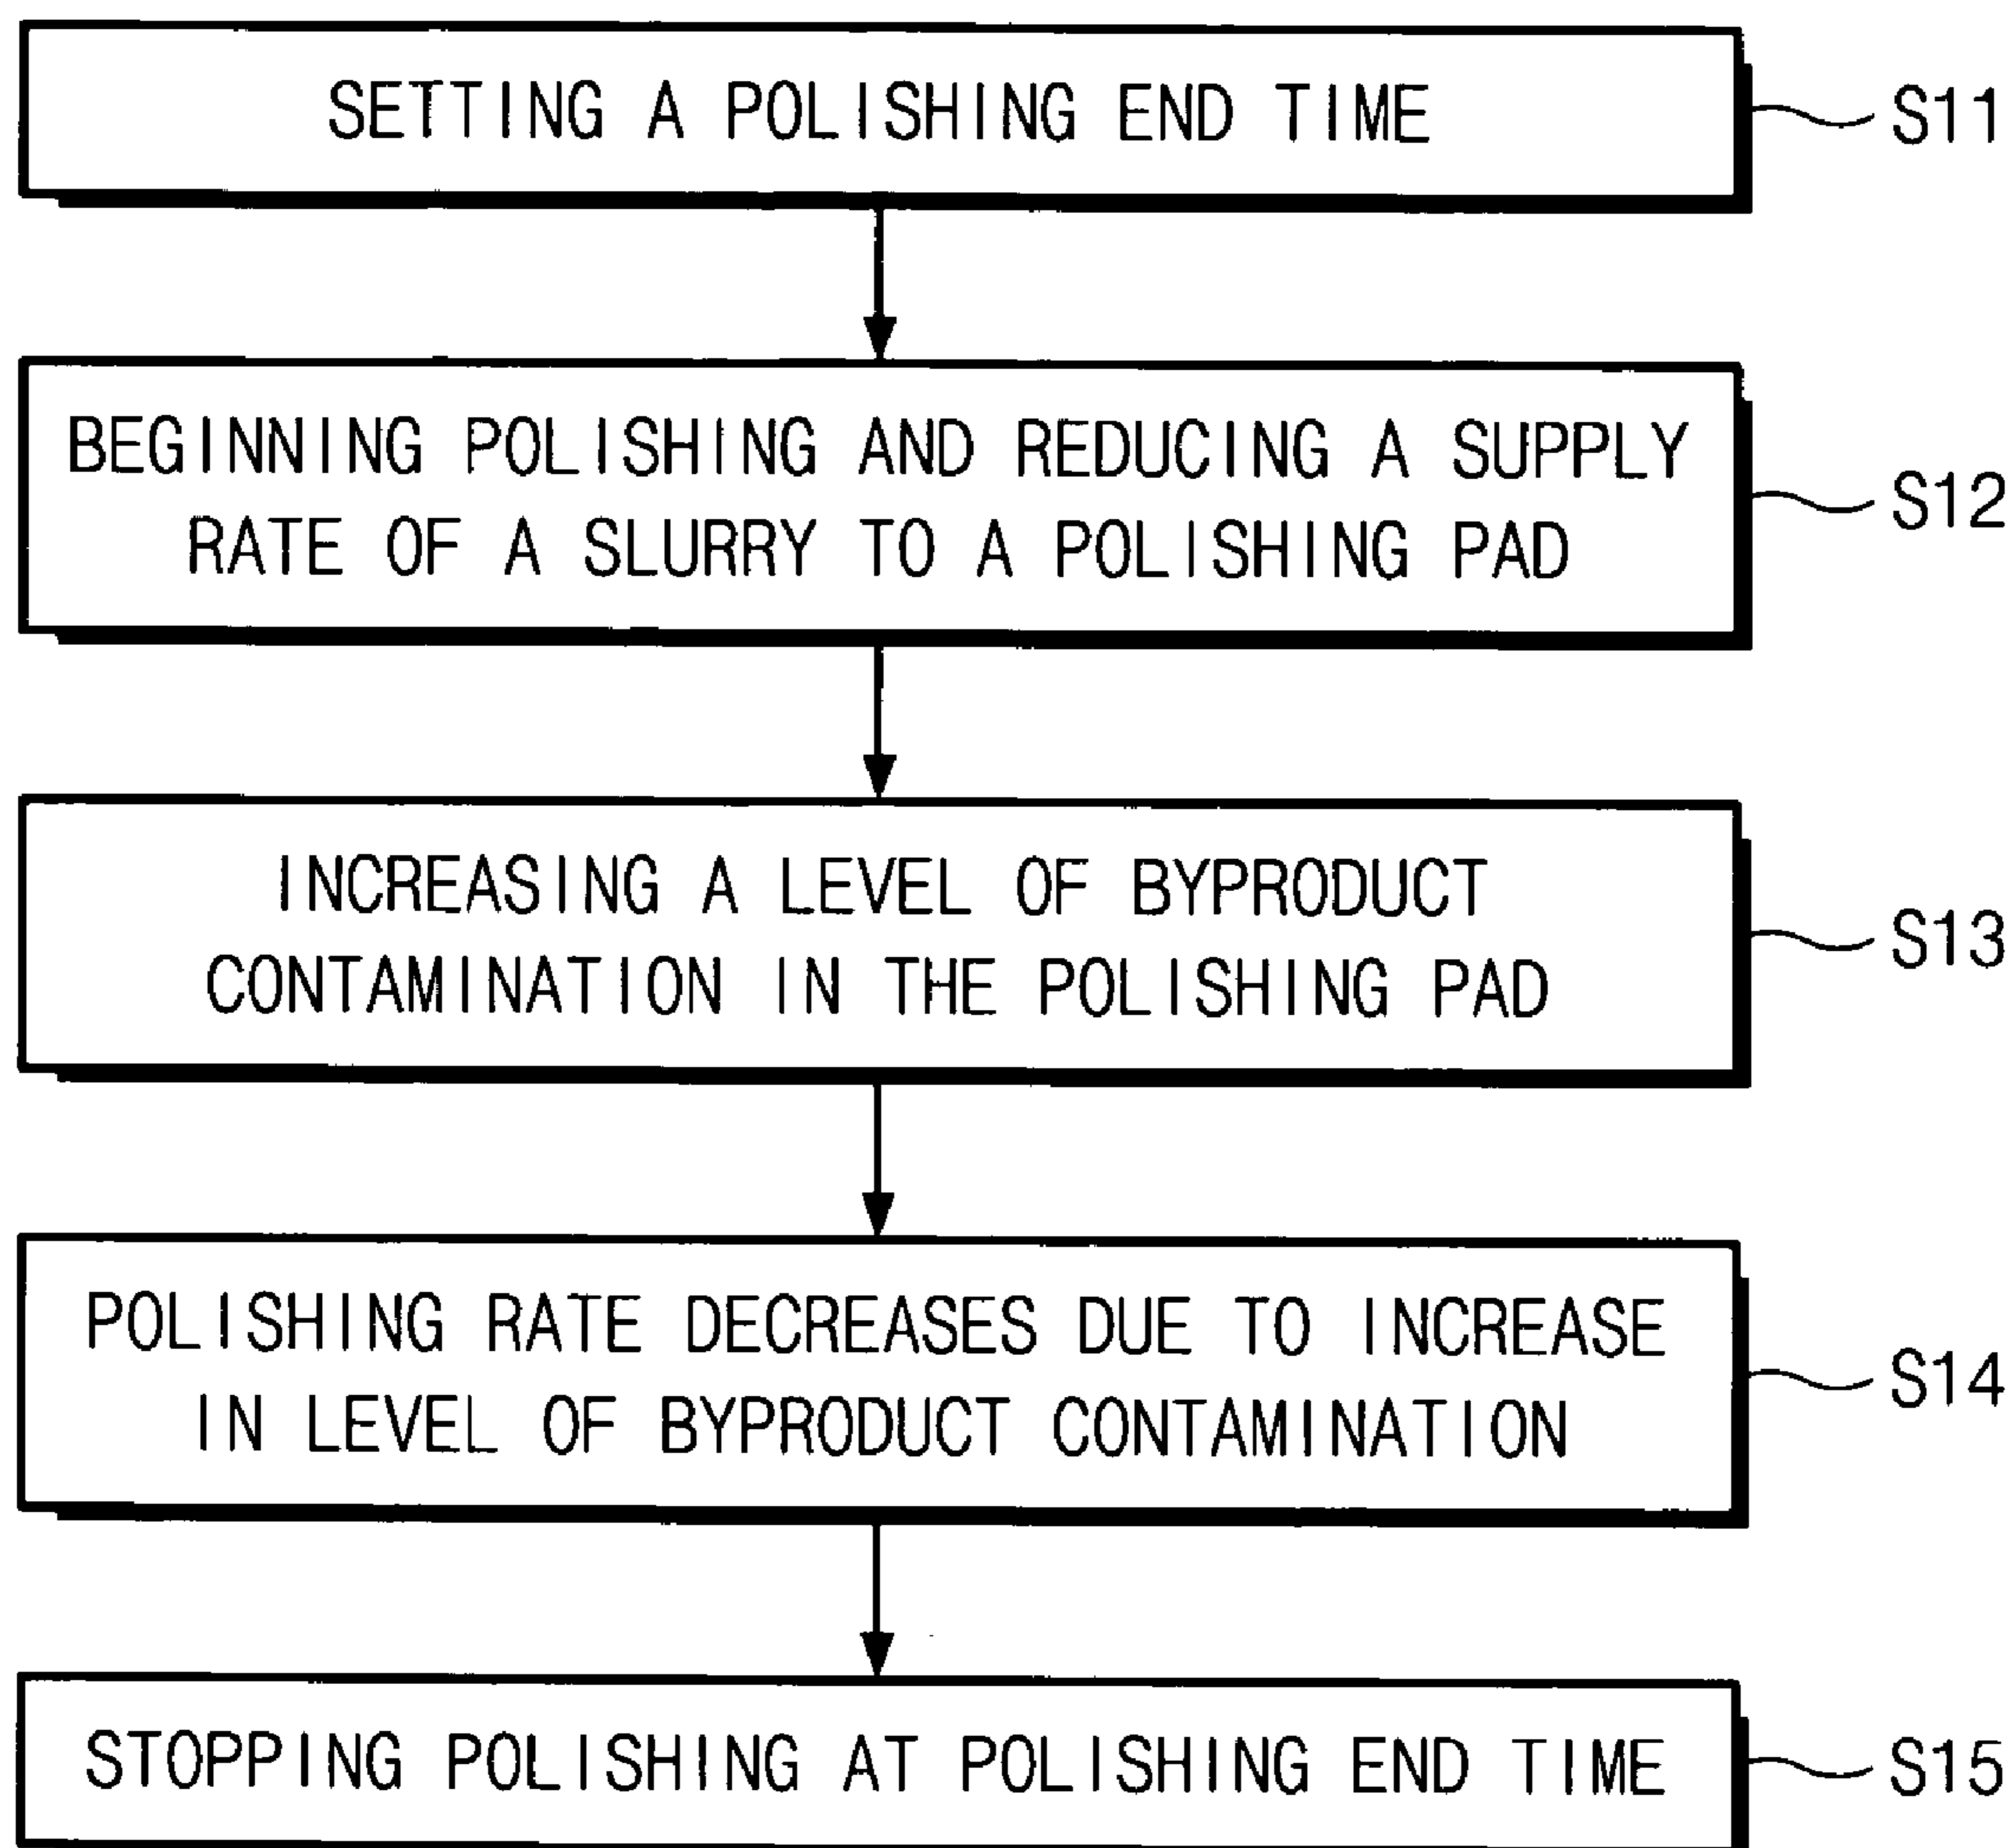 SETTING A POLISHING END TIME
S11
BEGINNING POLISHING AND REDUCING A SUPPLY
RATE OF A SLURRY TO A POLISHING PAD
S12
INCREASING A LEVEL OF BYPRODUCT
CONTAMINATION IN THE POLISHING PAD
S13
POLISHING RATE DECREASES DUE TO INCREASE
IN LEVEL OF BYPRODUCT CONTAMINATION
S14
STOPPING POLISHING AT POLISHING END TIME
S15